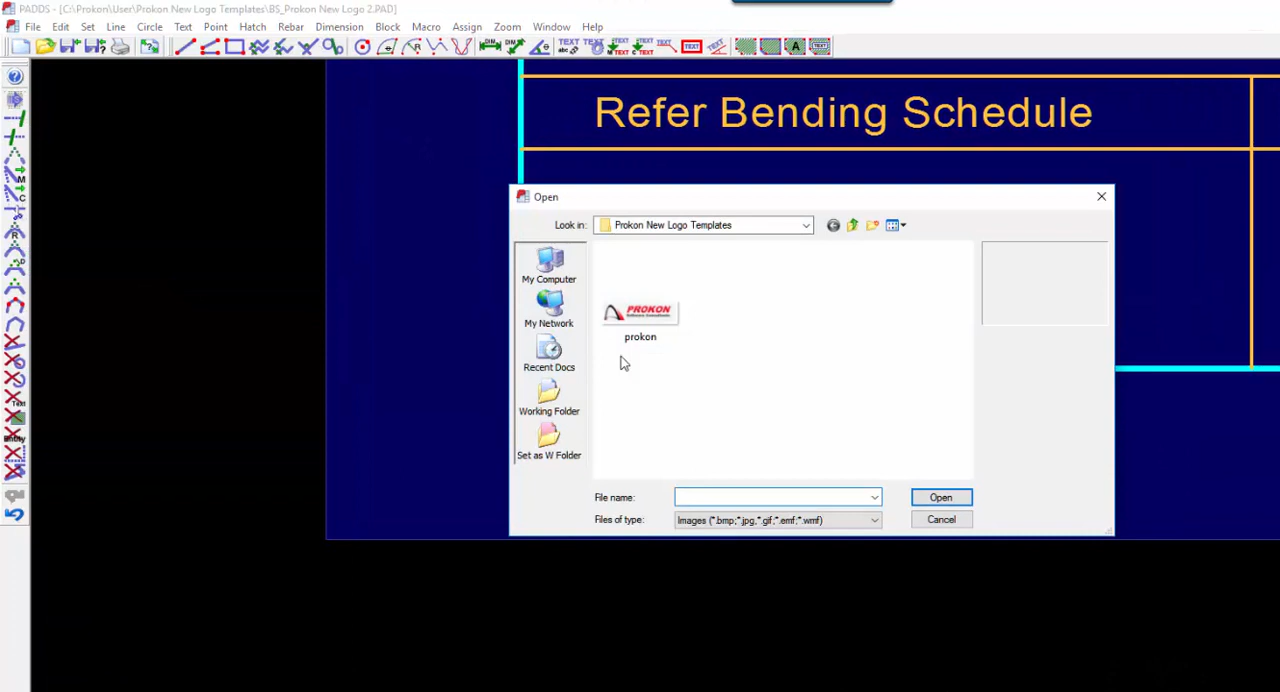 PADDS - [C:\Prokon\User\Prokon New Logo Templates\BS_Prokon New Logo 2.PAD]
File Edit Set Line Circle Text Point Hatch Rebar Dimension Block Macro Assign Zoom Window Help
Refer Bending Schedule
Open
Look in: Prokon New Logo Templates
My Computer
My Network
Recent Docs
Working Folder
Set as W Folder
PROKON
prokon
File name: Open
Files of type: Images (*.bmp;*.jpg,*.gif;*.emf;*.wmf) Cancel